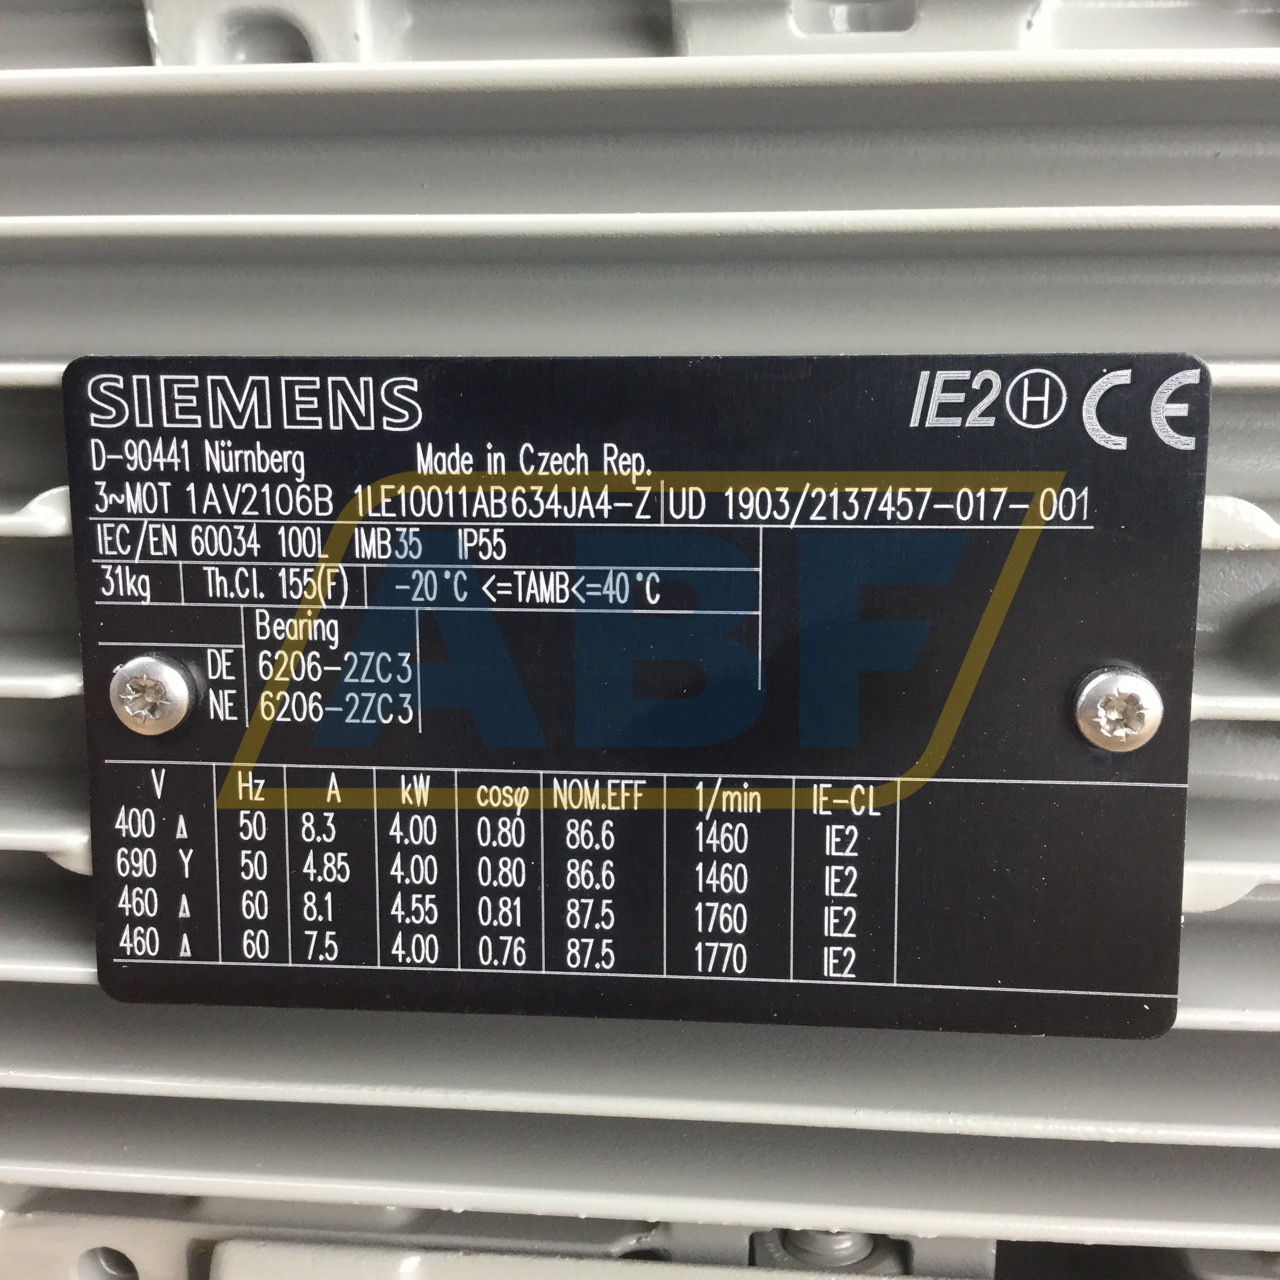 SIEMENS IE2 H CE
D-90441 Nürnberg Made in Czech Rep.
3~MOT 1AV2106B 1LE10011AB634JA4-Z UD 1903/2137457-017-001
IEC/EN 60034 100L IMB35 IP55
31kg Th.Cl. 155(F) -20°C <=TAMB<=40°C
Bearing
DE 6206-2ZC3
NE 6206-2ZC3
V Hz A kW cosφ NOM.EFF 1/min IE-CL
400 Δ 50 8.3 4.00 0.80 86.6 1460 IE2
690 Y 50 4.85 4.00 0.80 86.6 1460 IE2
460 Δ 60 8.1 4.55 0.81 87.5 1760 IE2
460 Δ 60 7.5 4.00 0.76 87.5 1770 IE2
ABF